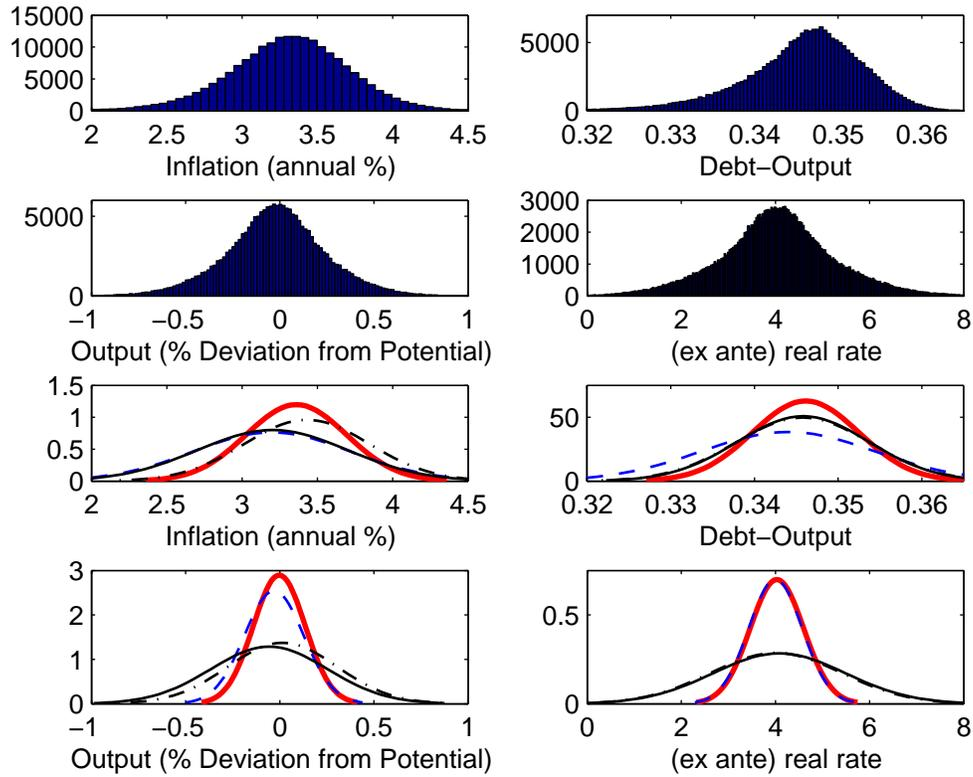 15000
10000
5000
0
2 2.5 3 3.5 4 4.5
Inflation (annual %)
5000
0
0.32 0.33 0.34 0.35 0.36
Debt−Output
5000
0
−1 −0.5 0 0.5 1
Output (% Deviation from Potential)
3000
2000
1000
0
0 2 4 6 8
(ex ante) real rate
1.5
1
0.5
0
2 2.5 3 3.5 4 4.5
Inflation (annual %)
50
0
0.32 0.33 0.34 0.35 0.36
Debt−Output
3
2
1
0
−1 −0.5 0 0.5 1
Output (% Deviation from Potential)
0.5
0
0 2 4 6 8
(ex ante) real rate